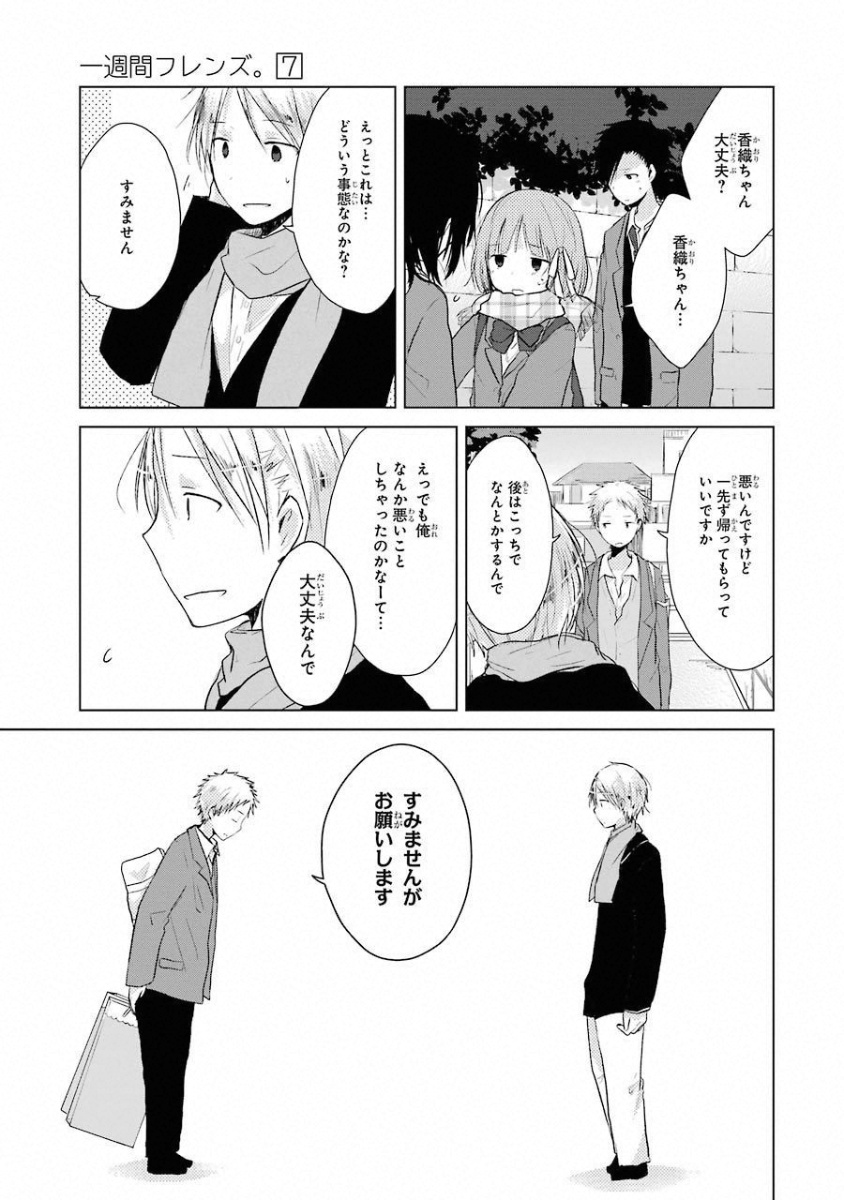 一週間フレンズ。7
香織ちゃん
大丈夫?
香織ちゃん…
えっとこれは…
どういう事態なのかな?
すみません
悪いんですけど
一先ず帰ってもらって
いいですか
後はこっちで
なんとかするんで
えっでも俺
なんか悪いこと
しちゃったのかなーて…
大丈夫なんで
すみませんが
お願いします